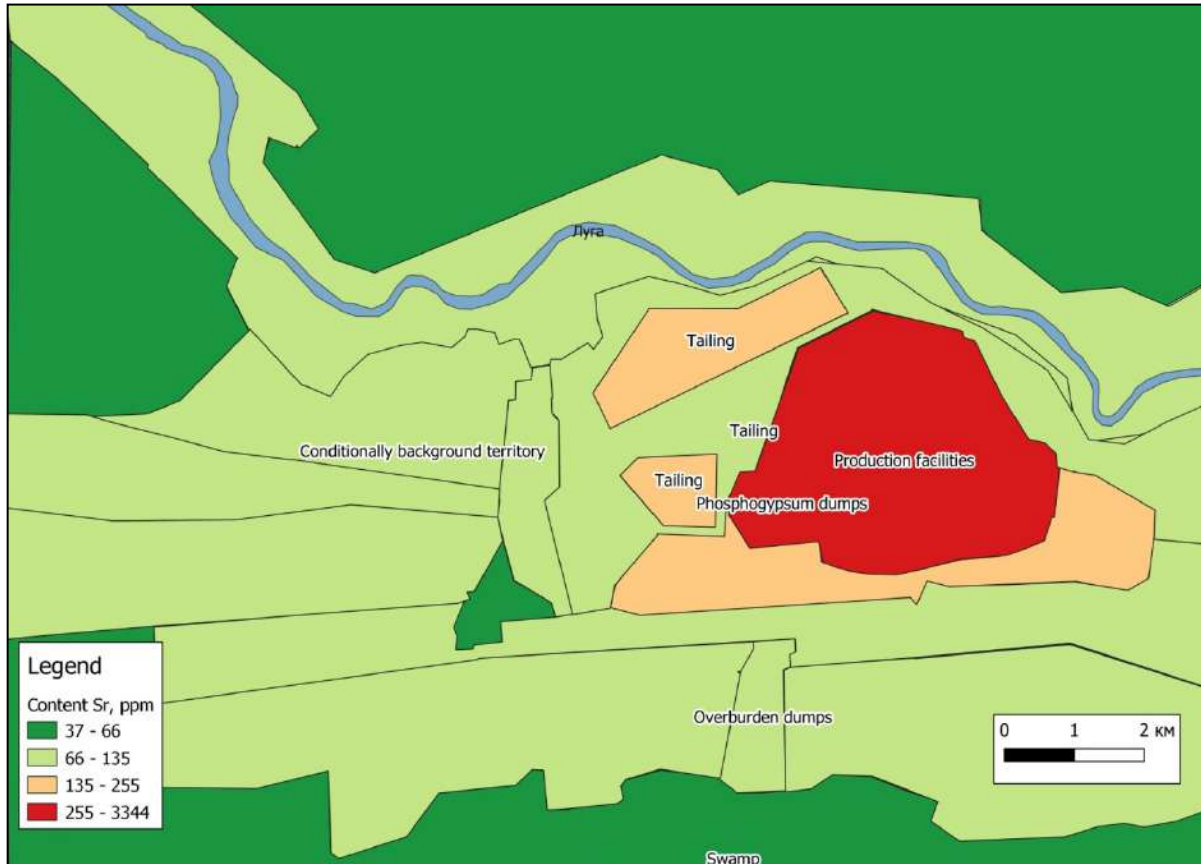 Луга
Tailing
Tailing
Conditionally background territory
Production facilities
Tailing
Phosphogypsum dumps
Overburden dumps
Swamp
Legend
Content Sr, ppm
37 - 66
66 - 135
135 - 255
255 - 3344
0 1 2 км